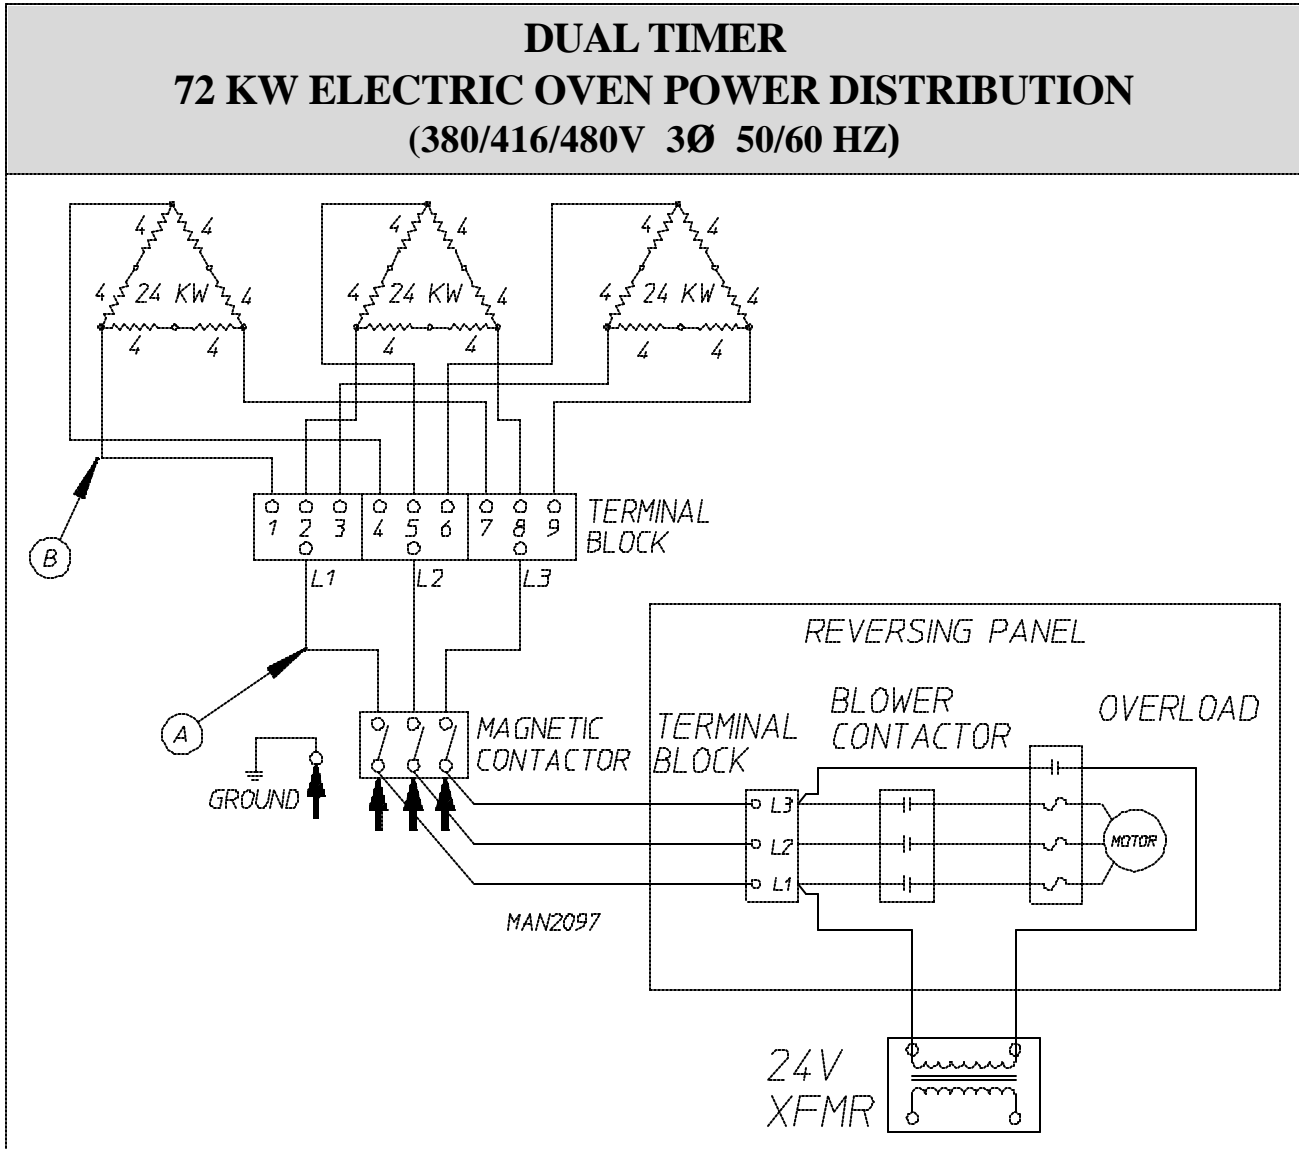 DUAL TIMER
72 KW ELECTRIC OVEN POWER DISTRIBUTION
(380/416/480V 3Ø 50/60 HZ)
4 4 4 4 4 4
4 24 KW 4 4 24 KW 4 4 24 KW 4
4 4 4 4 4 4
B
1 2 3 4 5 6 7 8 9
TERMINAL
BLOCK
L1 L2 L3
A
GROUND
MAGNETIC
CONTACTOR
REVERSING PANEL
TERMINAL
BLOCK
BLOWER
CONTACTOR
OVERLOAD
L3
L2
L1
MOTOR
MAN2097
24V
XFMR